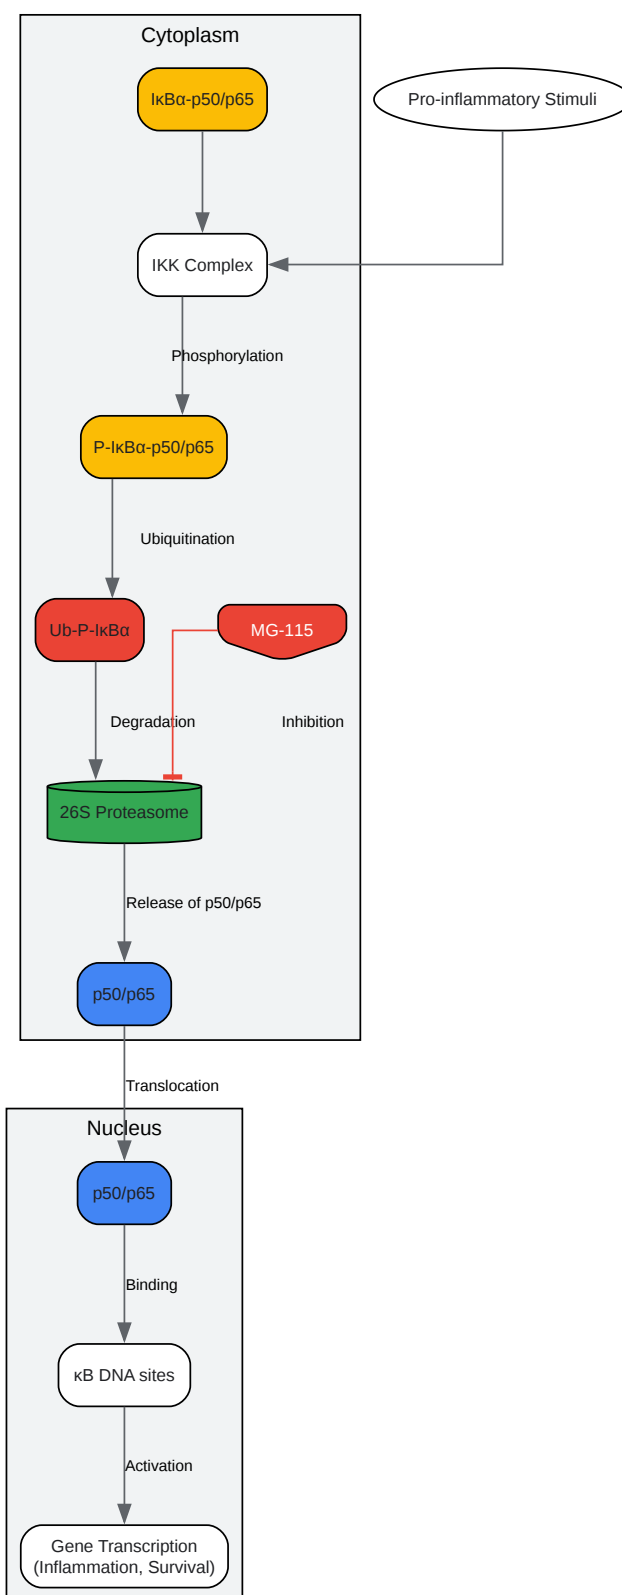 Cytoplasm
IκBα-p50/p65
Pro-inflammatory Stimuli
IKK Complex
Phosphorylation
P-IκBα-p50/p65
Ubiquitination
Ub-P-IκBα
MG-115
Degradation
Inhibition
26S Proteasome
Release of p50/p65
p50/p65
Translocation
Nucleus
p50/p65
Binding
κB DNA sites
Activation
Gene Transcription
(Inflammation, Survival)